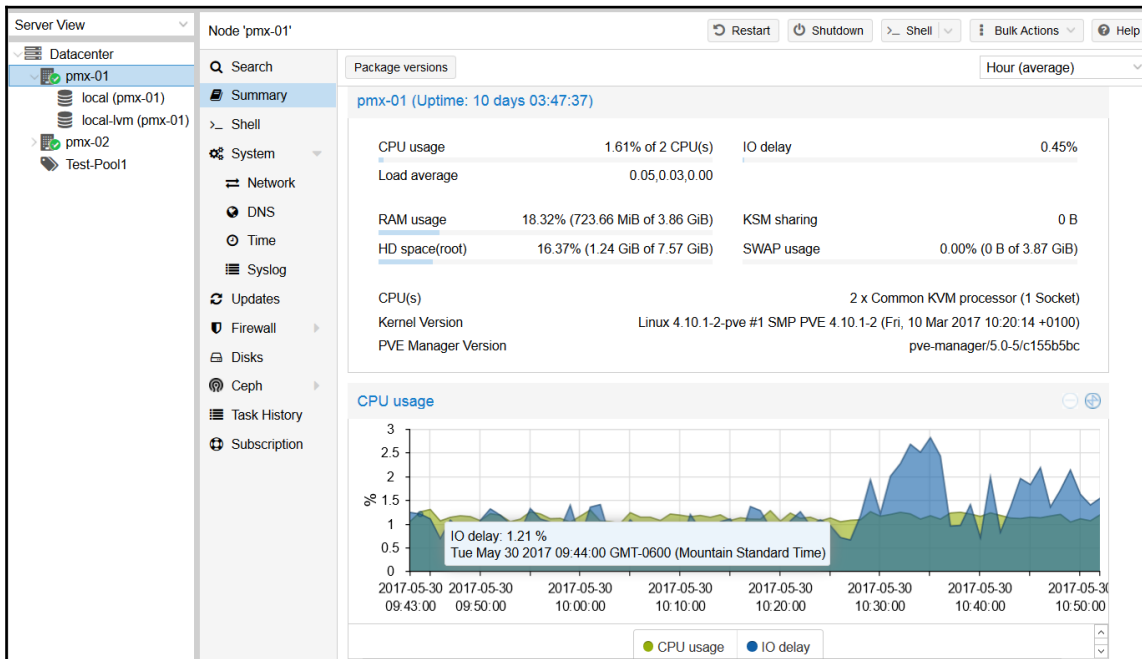 Server View
Datacenter
pmx-01
local (pmx-01)
local-lvm (pmx-01)
pmx-02
Test-Pool1
Node 'pmx-01'
Restart
Shutdown
>_ Shell
Bulk Actions
Help
Search
Summary
>_ Shell
System
Network
DNS
Time
Syslog
Updates
Firewall
Disks
Ceph
Task History
Subscription
Package versions
Hour (average)
pmx-01 (Uptime: 10 days 03:47:37)
CPU usage 1.61% of 2 CPU(s)
IO delay 0.45%
Load average 0.05,0.03,0.00
RAM usage 18.32% (723.66 MiB of 3.86 GiB)
KSM sharing 0 B
HD space(root) 16.37% (1.24 GiB of 7.57 GiB)
SWAP usage 0.00% (0 B of 3.87 GiB)
CPU(s) 2 x Common KVM processor (1 Socket)
Kernel Version Linux 4.10.1-2-pve #1 SMP PVE 4.10.1-2 (Fri, 10 Mar 2017 10:20:14 +0100)
PVE Manager Version pve-manager/5.0-5/c155b5bc
CPU usage
3
2.5
2
1.5
1
0.5
0
%
IO delay: 1.21 %
Tue May 30 2017 09:44:00 GMT-0600 (Mountain Standard Time)
2017-05-30 2017-05-30 2017-05-30 2017-05-30 2017-05-30 2017-05-30 2017-05-30 2017-05-30
09:43:00 09:50:00 10:00:00 10:10:00 10:20:00 10:30:00 10:40:00 10:50:00
CPU usage
IO delay